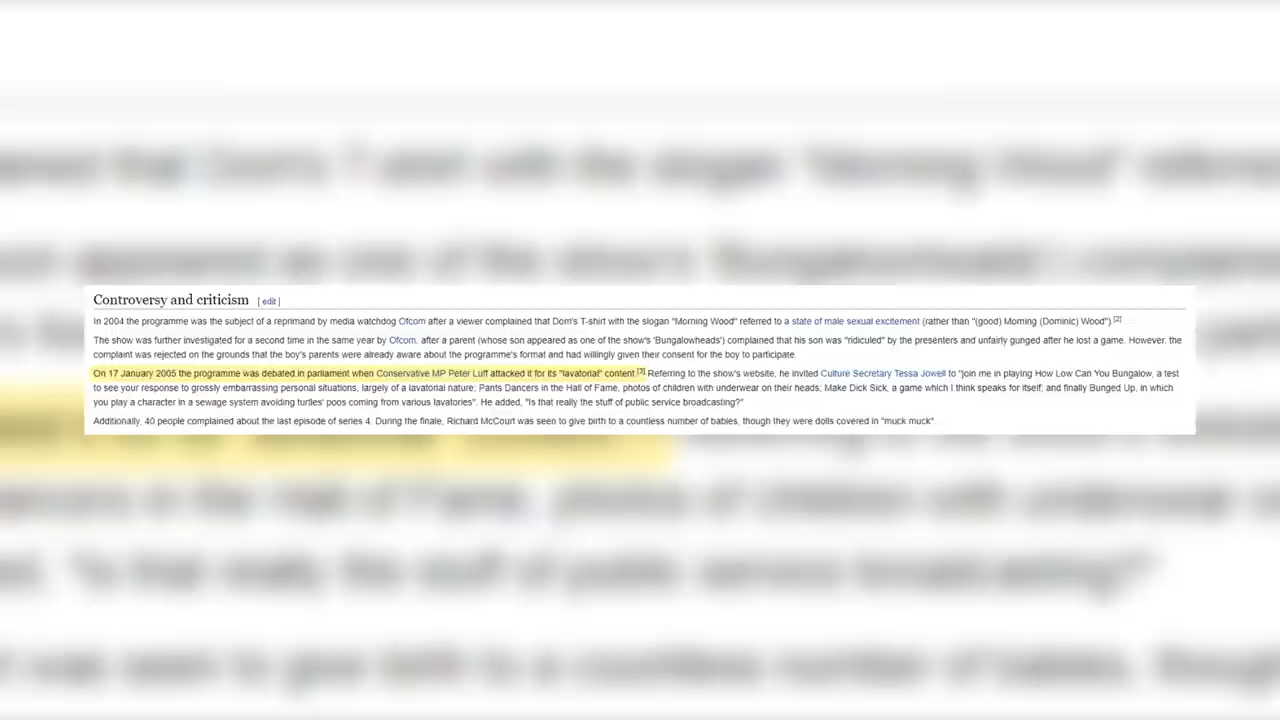 Controversy and criticism [ edit ]
In 2004 the programme was the subject of a reprimand by media watchdog Ofcom after a viewer complained that Dom's T-shirt with the slogan "Morning Wood" referred to a state of male sexual excitement (rather than "(good) Morning (Dominic) Wood").[2]
The show was further investigated for a second time in the same year by Ofcom, after a parent (whose son appeared as one of the show's 'Bungalowheads') complained that his son was "ridiculed" by the presenters and unfairly gunged after he lost a game. However, the
complaint was rejected on the grounds that the boy's parents were already aware about the programme's format and had willingly given their consent for the boy to participate.
On 17 January 2005 the programme was debated in parliament when Conservative MP Peter Luff attacked it for its "lavatorial" content.[3] Referring to the show's website, he invited Culture Secretary Tessa Jowell to "join me in playing How Low Can You Bungalow, a test
to see your response to grossly embarrassing personal situations, largely of a lavatorial nature; Pants Dancers in the Hall of Fame, photos of children with underwear on their heads; Make Dick Sick, a game which I think speaks for itself; and finally Bunged Up, in which
you play a character in a sewage system avoiding turtles' poos coming from various lavatories". He added, "Is that really the stuff of public service broadcasting?"
Additionally, 40 people complained about the last episode of series 4. During the finale, Richard McCourt was seen to give birth to a countless number of babies, though they were dolls covered in "muck muck".